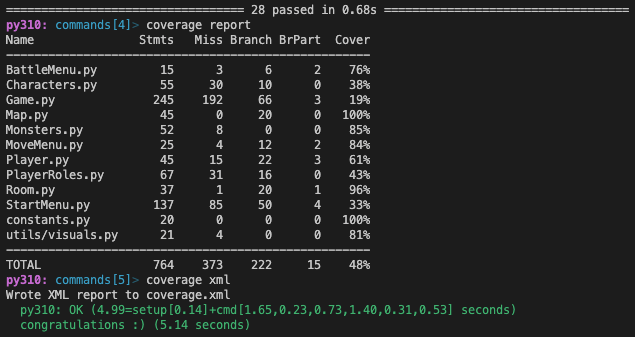 ================================== 28 passed in 0.68s ===================================
py310: commands[4]> coverage report
Name                Stmts   Miss Branch BrPart  Cover
-----------------------------------------------------
BattleMenu.py          15      3      6      2    76%
Characters.py          55     30     10      0    38%
Game.py               245    192     66      3    19%
Map.py                 45      0     20      0   100%
Monsters.py            52      8      0      0    85%
MoveMenu.py            25      4     12      2    84%
Player.py              45     15     22      3    61%
PlayerRoles.py         67     31     16      0    43%
Room.py                37      1     20      1    96%
StartMenu.py          137     85     50      4    33%
constants.py           20      0      0      0   100%
utils/visuals.py       21      4      0      0    81%
-----------------------------------------------------
TOTAL                 764    373    222     15    48%
py310: commands[5]> coverage xml
Wrote XML report to coverage.xml
  py310: OK (4.99=setup[0.14]+cmd[1.65,0.23,0.73,1.40,0.31,0.53] seconds)
  congratulations :) (5.14 seconds)